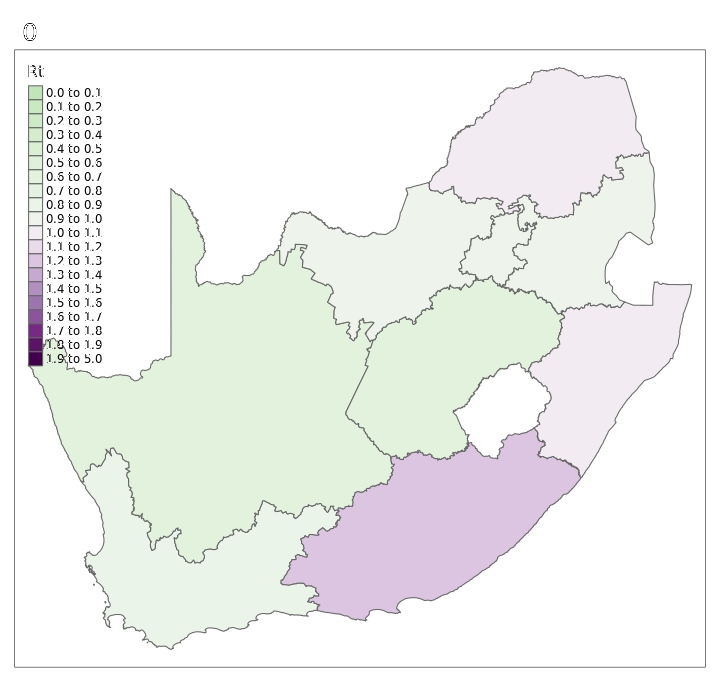 0
Rt
0.0 to 0.1
0.1 to 0.2
0.2 to 0.3
0.3 to 0.4
0.4 to 0.5
0.5 to 0.6
0.6 to 0.7
0.7 to 0.8
0.8 to 0.9
0.9 to 1.0
1.0 to 1.1
1.1 to 1.2
1.2 to 1.3
1.3 to 1.4
1.4 to 1.5
1.5 to 1.6
1.6 to 1.7
1.7 to 1.8
1.8 to 1.9
1.9 to 5.0